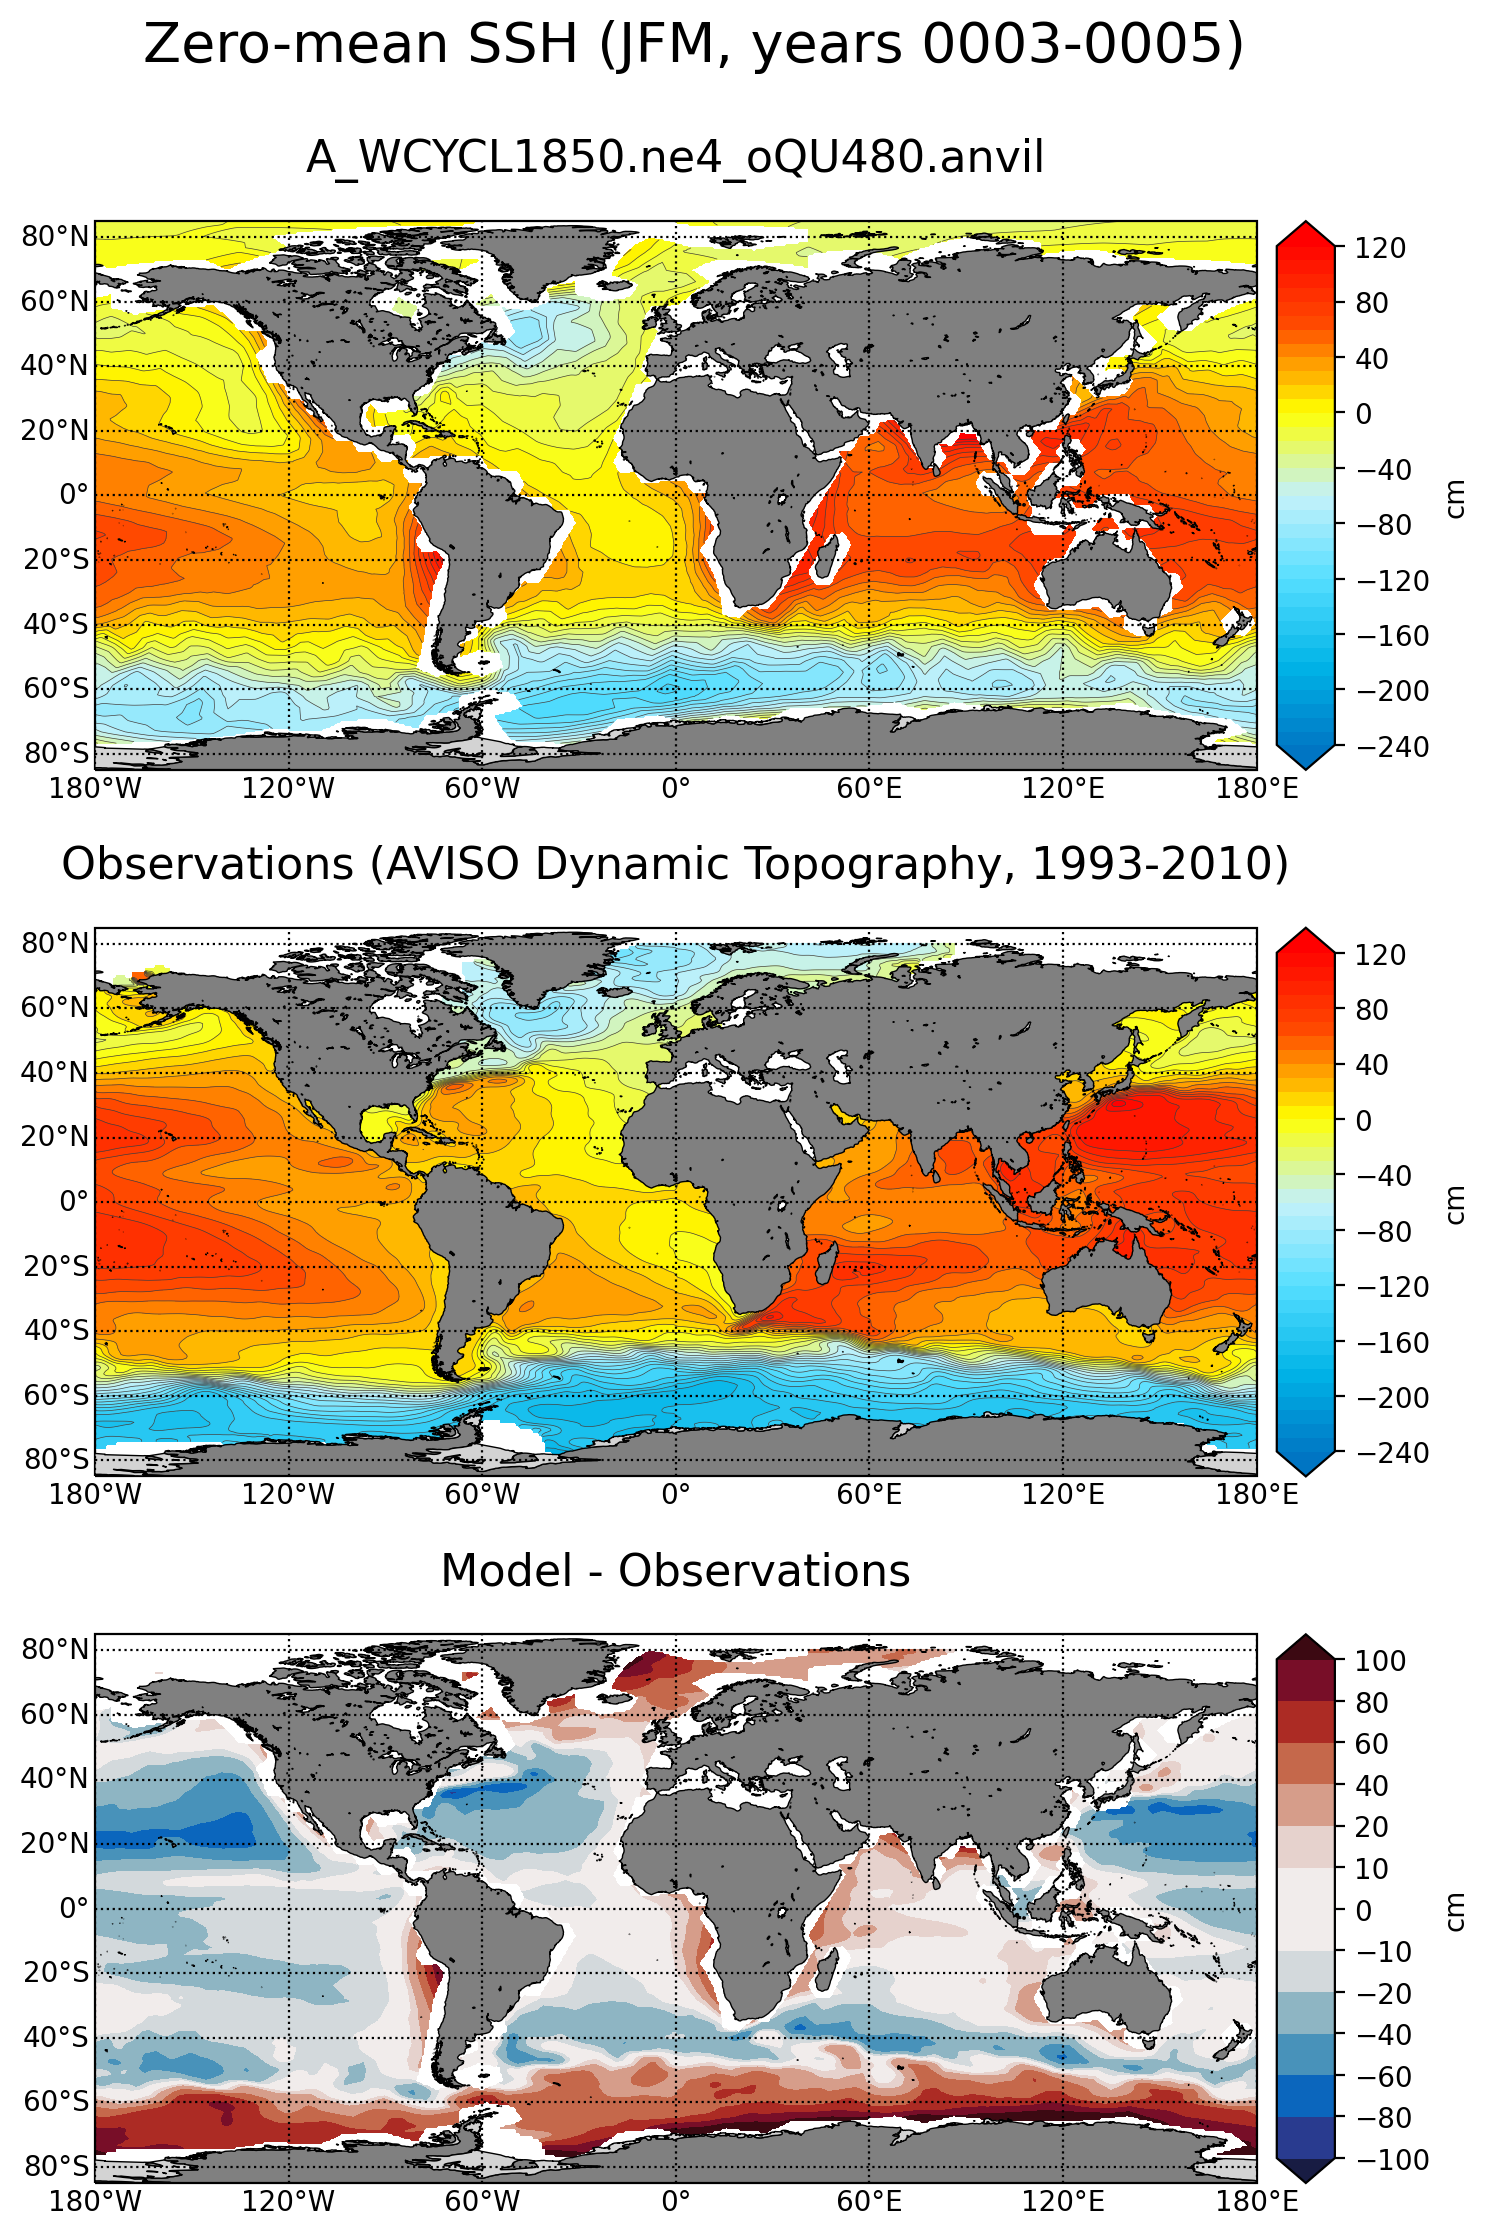 Zero-mean SSH (JFM, years 0003-0005)
A_WCYCL1850.ne4_oQU480.anvil
80°N
60°N
40°N
20°N
0°
20°S
40°S
60°S
80°S
180°W 120°W 60°W 0° 60°E 120°E 180°E
120
80
40
0
−40
−80
−120
−160
−200
−240
cm
Observations (AVISO Dynamic Topography, 1993-2010)
80°N
60°N
40°N
20°N
0°
20°S
40°S
60°S
80°S
180°W 120°W 60°W 0° 60°E 120°E 180°E
120
80
40
0
−40
−80
−120
−160
−200
−240
cm
Model - Observations
80°N
60°N
40°N
20°N
0°
20°S
40°S
60°S
80°S
180°W 120°W 60°W 0° 60°E 120°E 180°E
100
80
60
40
20
10
0
−10
−20
−40
−60
−80
−100
cm